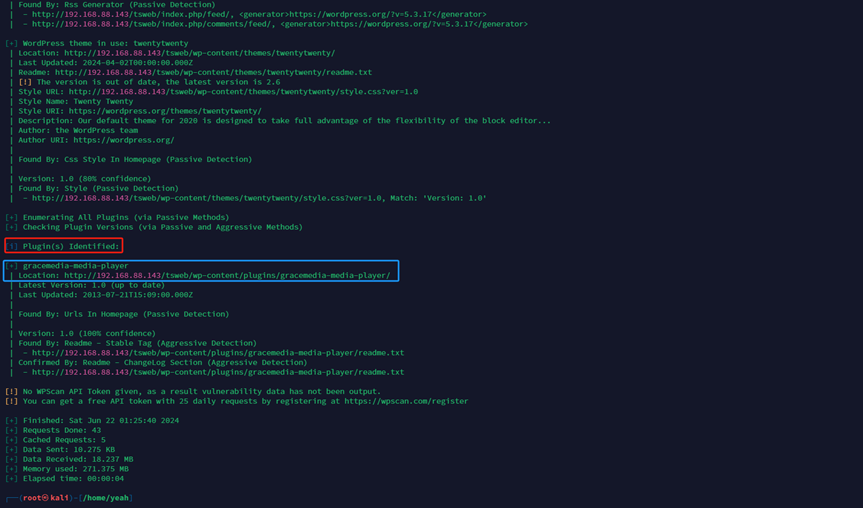 | Found By: Rss Generator (Passive Detection)
|  - http://192.168.88.143/tsweb/index.php/feed/, <generator>https://wordpress.org/?v=5.3.17</generator>
|  - http://192.168.88.143/tsweb/index.php/comments/feed/, <generator>https://wordpress.org/?v=5.3.17</generator>
[+] WordPress theme in use: twentytwenty
| Location: http://192.168.88.143/tsweb/wp-content/themes/twentytwenty/
| Last Updated: 2024-04-02T00:00:00.000Z
| Readme: http://192.168.88.143/tsweb/wp-content/themes/twentytwenty/readme.txt
| [!] The version is out of date, the latest version is 2.6
| Style URL: http://192.168.88.143/tsweb/wp-content/themes/twentytwenty/style.css?ver=1.0
| Style Name: Twenty Twenty
| Style URI: https://wordpress.org/themes/twentytwenty/
| Description: Our default theme for 2020 is designed to take full advantage of the flexibility of the block editor...
| Author: the WordPress team
| Author URI: https://wordpress.org/
|
| Found By: Css Style In Homepage (Passive Detection)
|
| Version: 1.0 (80% confidence)
| Found By: Style (Passive Detection)
|  - http://192.168.88.143/tsweb/wp-content/themes/twentytwenty/style.css?ver=1.0, Match: 'Version: 1.0'
[+] Enumerating All Plugins (via Passive Methods)
[+] Checking Plugin Versions (via Passive and Aggressive Methods)
[i] Plugin(s) Identified:
[+] gracemedia-media-player
| Location: http://192.168.88.143/tsweb/wp-content/plugins/gracemedia-media-player/
| Latest Version: 1.0 (up to date)
| Last Updated: 2013-07-21T15:09:00.000Z
|
| Found By: Urls In Homepage (Passive Detection)
|
| Version: 1.0 (100% confidence)
| Found By: Readme - Stable Tag (Aggressive Detection)
|  - http://192.168.88.143/tsweb/wp-content/plugins/gracemedia-media-player/readme.txt
| Confirmed By: Readme - ChangeLog Section (Aggressive Detection)
|  - http://192.168.88.143/tsweb/wp-content/plugins/gracemedia-media-player/readme.txt
[!] No WPScan API Token given, as a result vulnerability data has not been output.
[!] You can get a free API token with 25 daily requests by registering at https://wpscan.com/register
[+] Finished: Sat Jun 22 01:25:40 2024
[+] Requests Done: 43
[+] Cached Requests: 5
[+] Data Sent: 10.275 KB
[+] Data Received: 18.237 MB
[+] Memory used: 271.375 MB
[+] Elapsed time: 00:00:04
┌──(root㉿kali)-[/home/yeah]